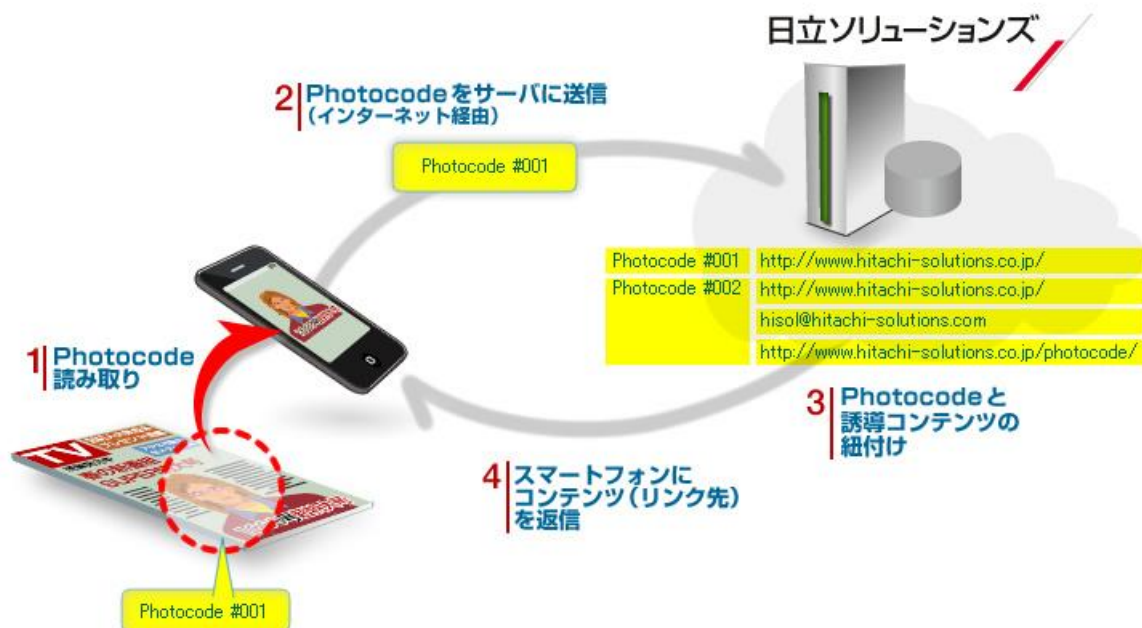 日立ソリューションズ
2 Photocodeをサーバに送信
（インターネット経由）
Photocode #001
Photocode #001 http://www.hitachi-solutions.co.jp/
Photocode #002 http://www.hitachi-solutions.co.jp/
hisol@hitachi-solutions.com
http://www.hitachi-solutions.co.jp/photocode/
1 Photocode
読み取り
3 Photocodeと
誘導コンテンツの
紐付け
4 スマートフォンに
コンテンツ（リンク先）
を返信
TV
Photocode #001